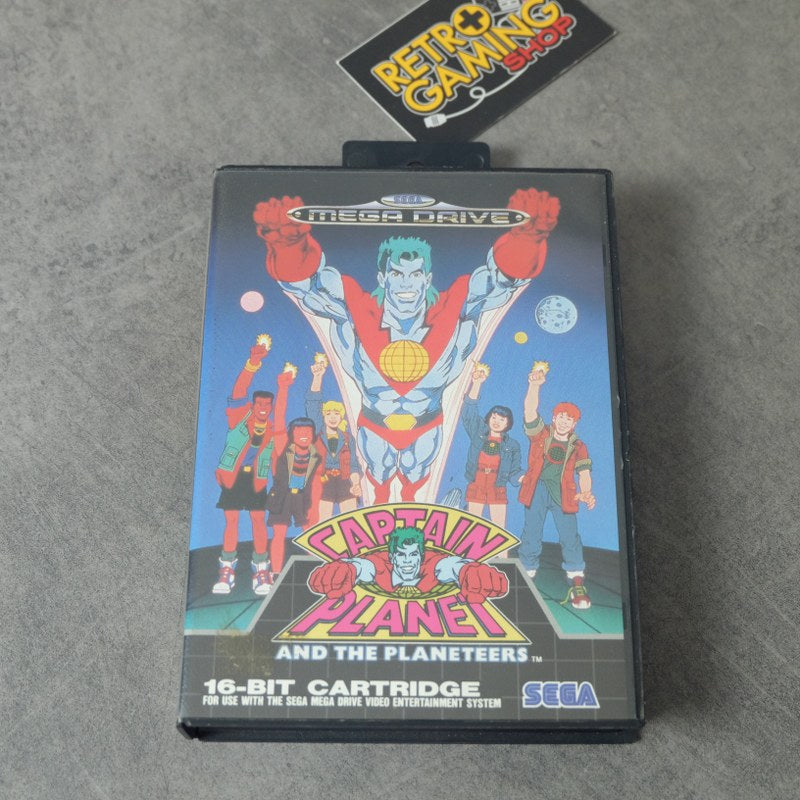 RETRO
GAMING
SHOP
SEGA
MEGA DRIVE
CAPTAIN
PLANET
AND THE PLANETEERS TM
16-BIT CARTRIDGE
FOR USE WITH THE SEGA MEGA DRIVE VIDEO ENTERTAINMENT SYSTEM
SEGA